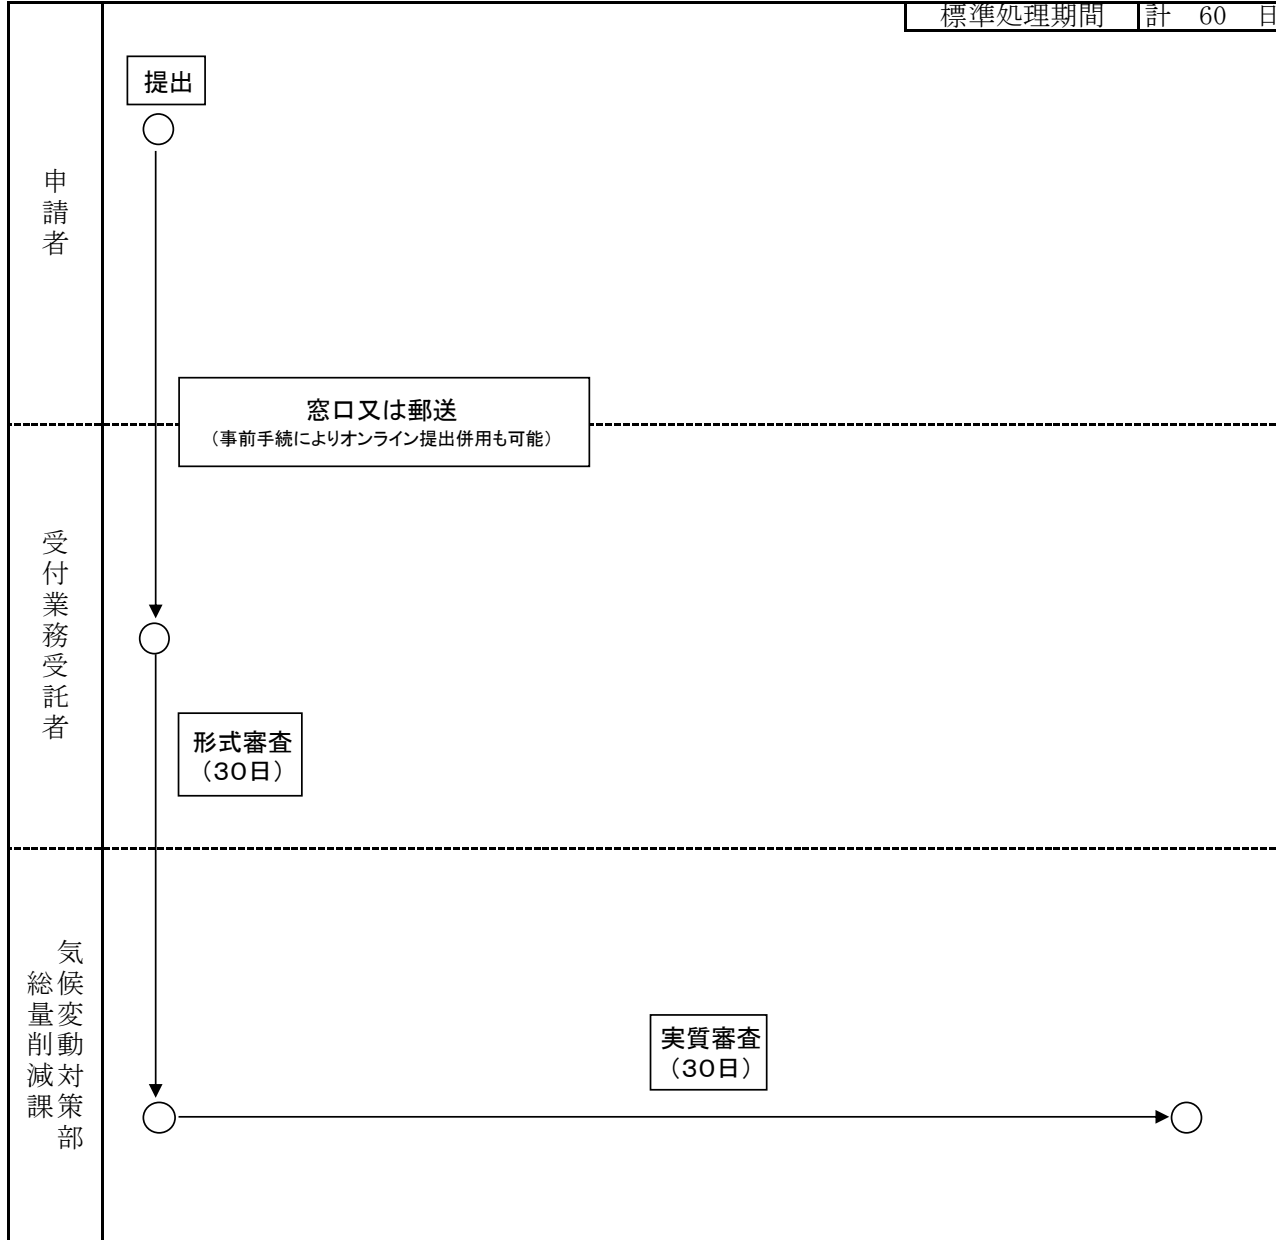 標準処理期間 計 60 日
提出
申請者
窓口又は郵送
（事前手続によりオンライン提出併用も可能）
受付業務受託者
形式審査
（30日）
気候変動対策部
総量削減課
実質審査
（30日）